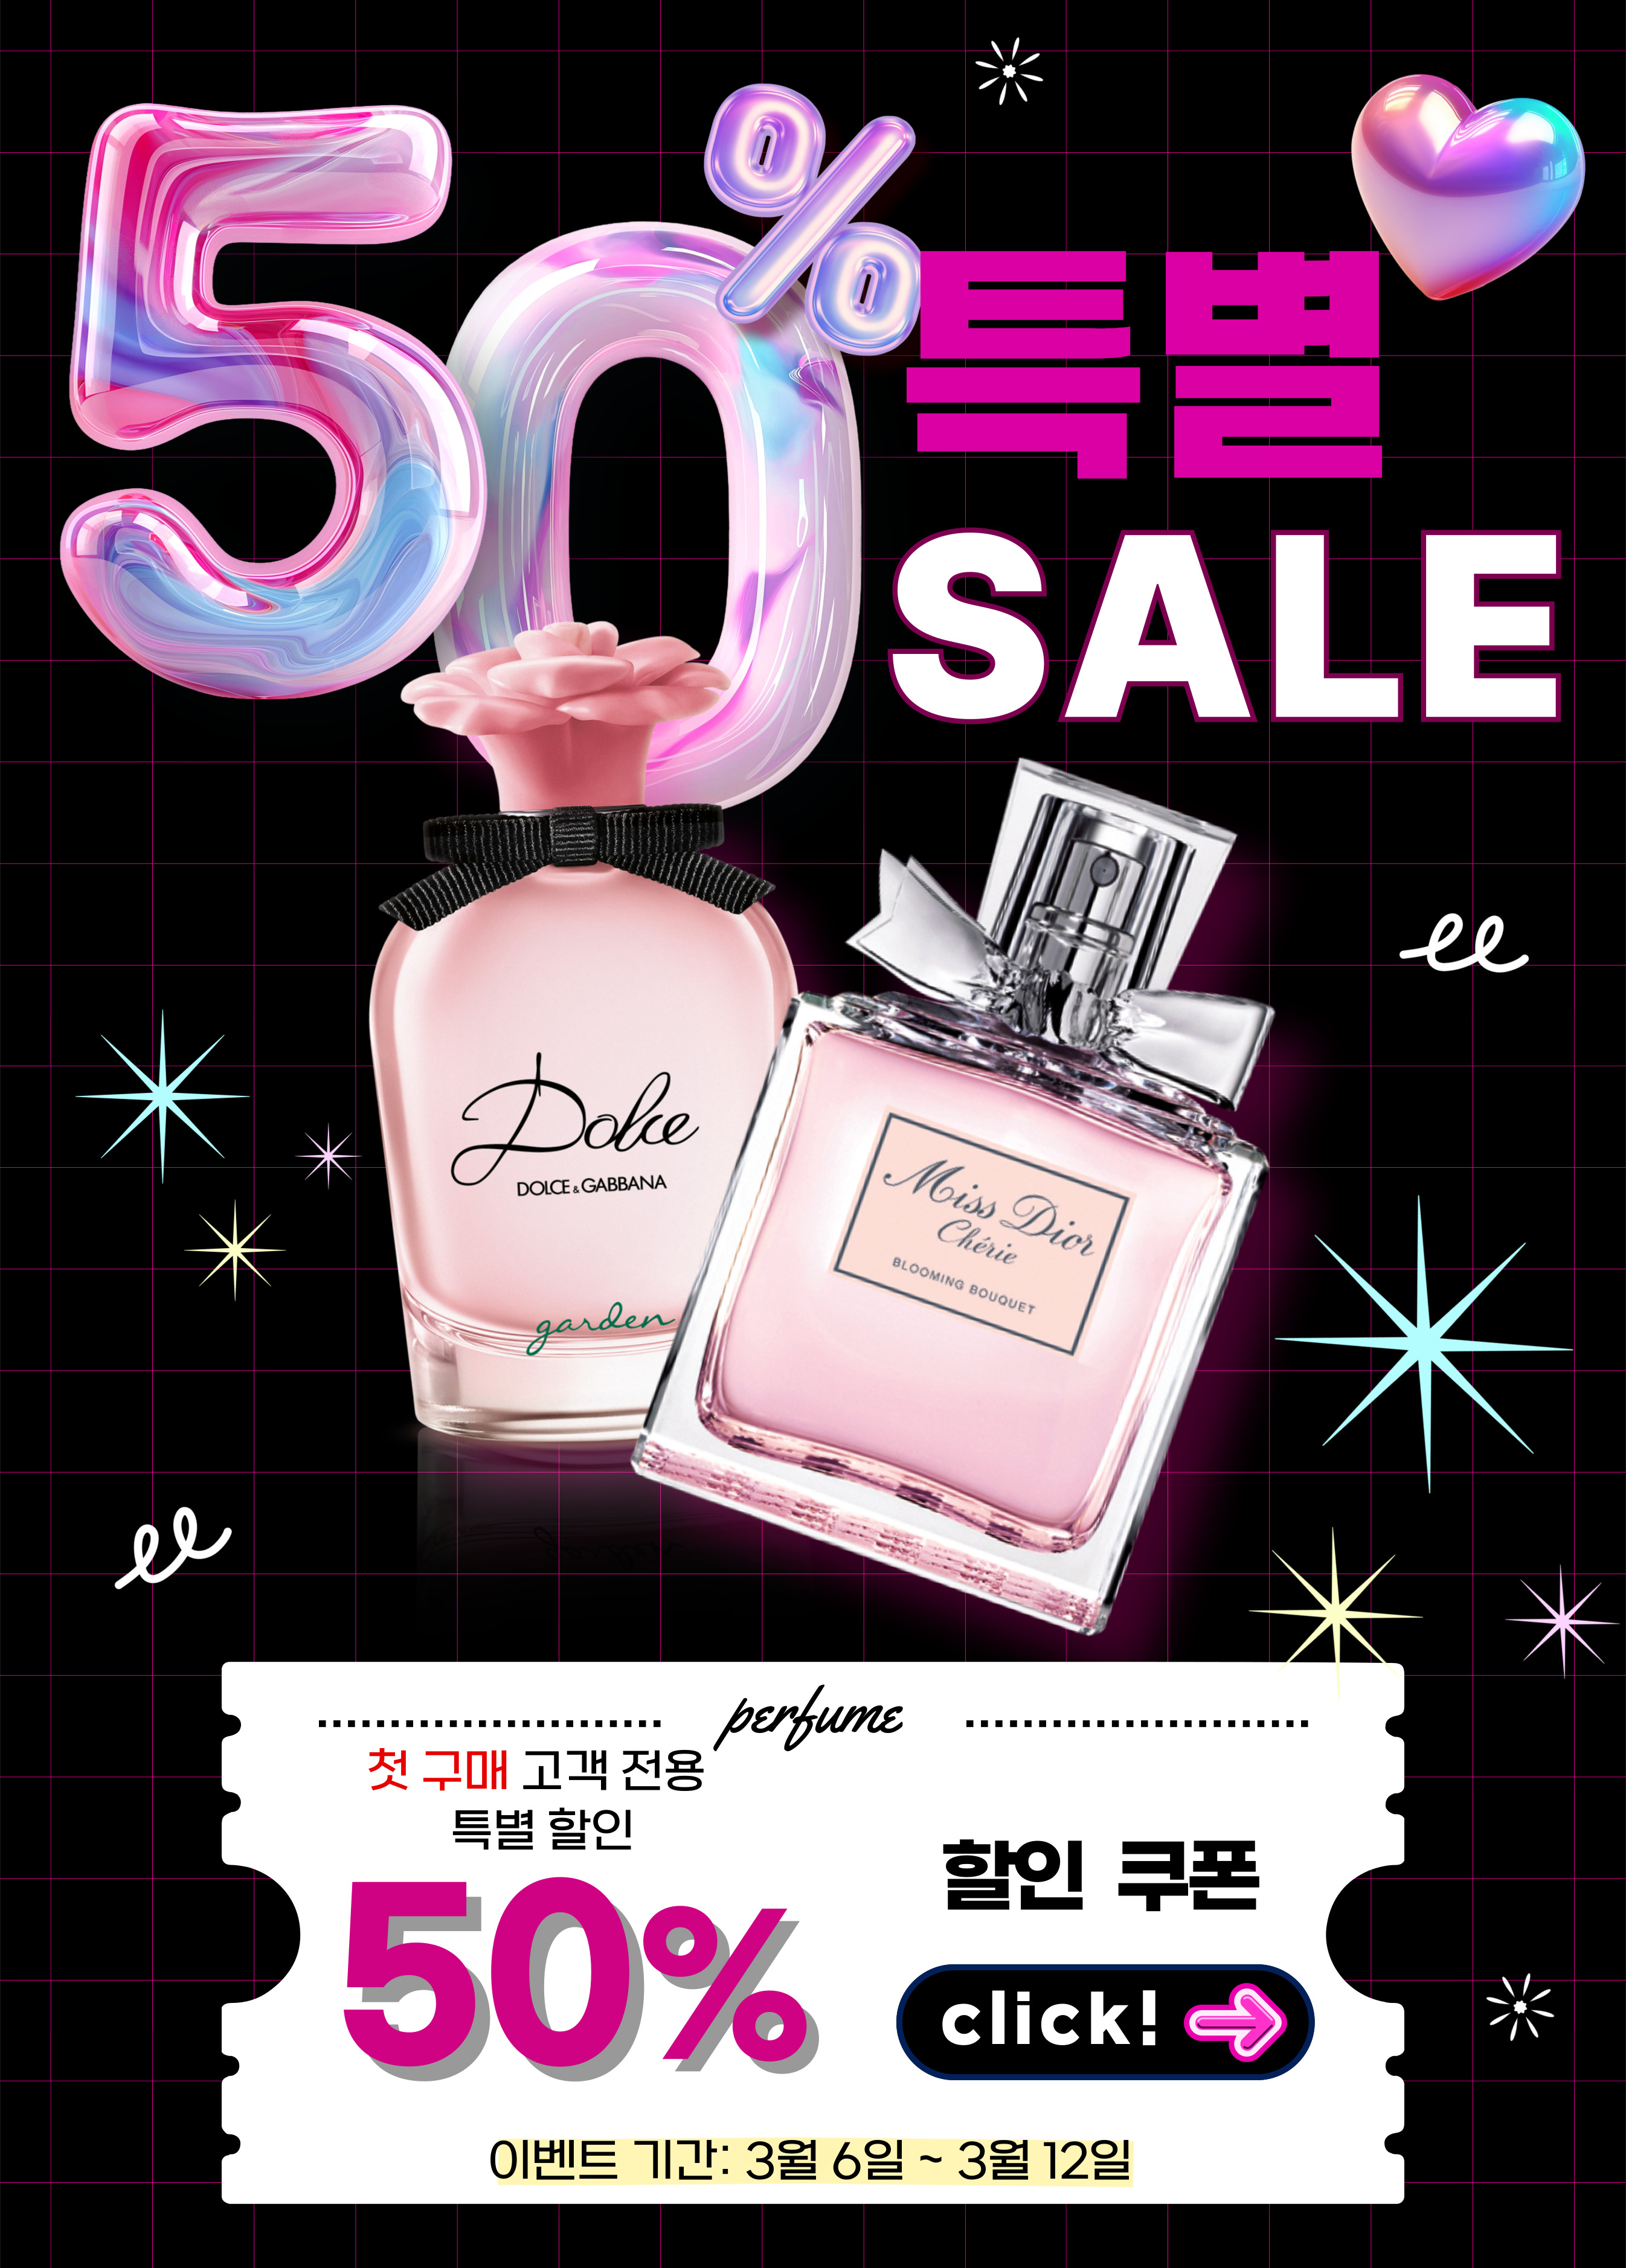 50%
특별
SALE
Dolce
DOLCE & GABBANA
garden
Miss Dior
Chérie
BLOOMING BOUQUET
perfume
첫 구매 고객 전용
특별 할인
50%
할인 쿠폰
click!
이벤트 기간: 3월 6일 ~ 3월 12일